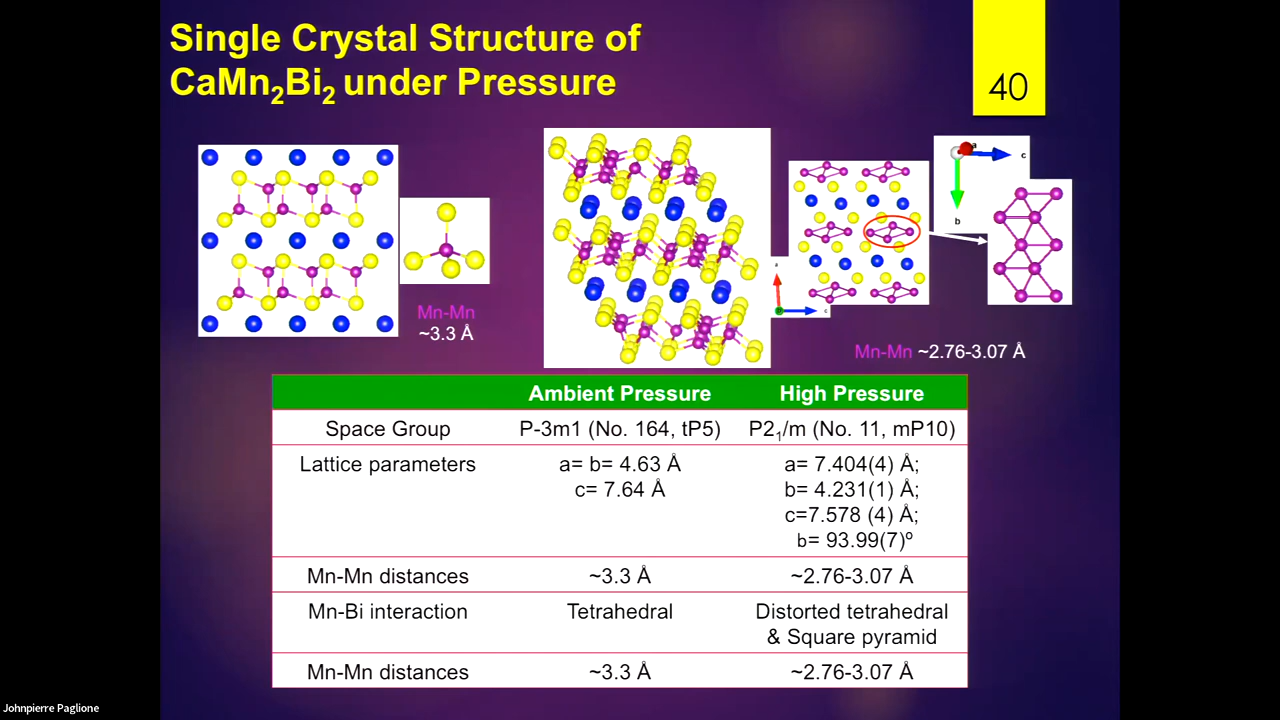 Single Crystal Structure of
CaMn₂Bi₂ under Pressure
40
Mn-Mn
~3.3 Å
a
c
a
c
b
Mn-Mn ~2.76-3.07 Å
Ambient Pressure High Pressure
Space Group P-3m1 (No. 164, tP5) P2₁/m (No. 11, mP10)
Lattice parameters a= b= 4.63 Å a= 7.404(4) Å;
c= 7.64 Å b= 4.231(1) Å;
c=7.578 (4) Å;
b= 93.99(7)º
Mn-Mn distances ~3.3 Å ~2.76-3.07 Å
Mn-Bi interaction Tetrahedral Distorted tetrahedral
& Square pyramid
Mn-Mn distances ~3.3 Å ~2.76-3.07 Å
Johnpierre Paglione